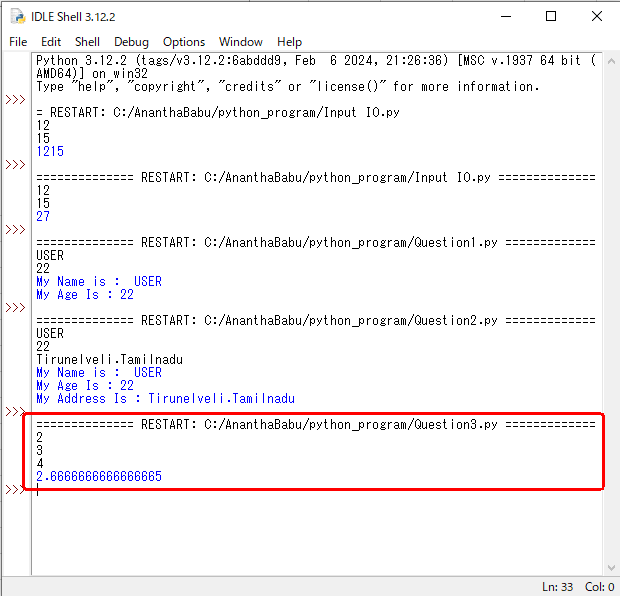 IDLE Shell 3.12.2
File Edit Shell Debug Options Window Help
Python 3.12.2 (tags/v3.12.2:6abddd9, Feb  6 2024, 21:26:36) [MSC v.1937 64 bit (
AMD64)] on win32
Type "help", "copyright", "credits" or "license()" for more information.
>>>
= RESTART: C:/AnanthaBabu/python_program/Input IO.py
12
15
1215
>>>
============== RESTART: C:/AnanthaBabu/python_program/Input IO.py ==============
12
15
27
>>>
============== RESTART: C:/AnanthaBabu/python_program/Question1.py =============
USER
22
My Name is :  USER
My Age Is : 22
>>>
============== RESTART: C:/AnanthaBabu/python_program/Question2.py =============
USER
22
Tirunelveli.Tamilnadu
My Name is :  USER
My Age Is : 22
My Address Is : Tirunelveli.Tamilnadu
>>>
============== RESTART: C:/AnanthaBabu/python_program/Question3.py =============
2
3
4
2.6666666666666665
>>>
Ln: 33 Col: 0